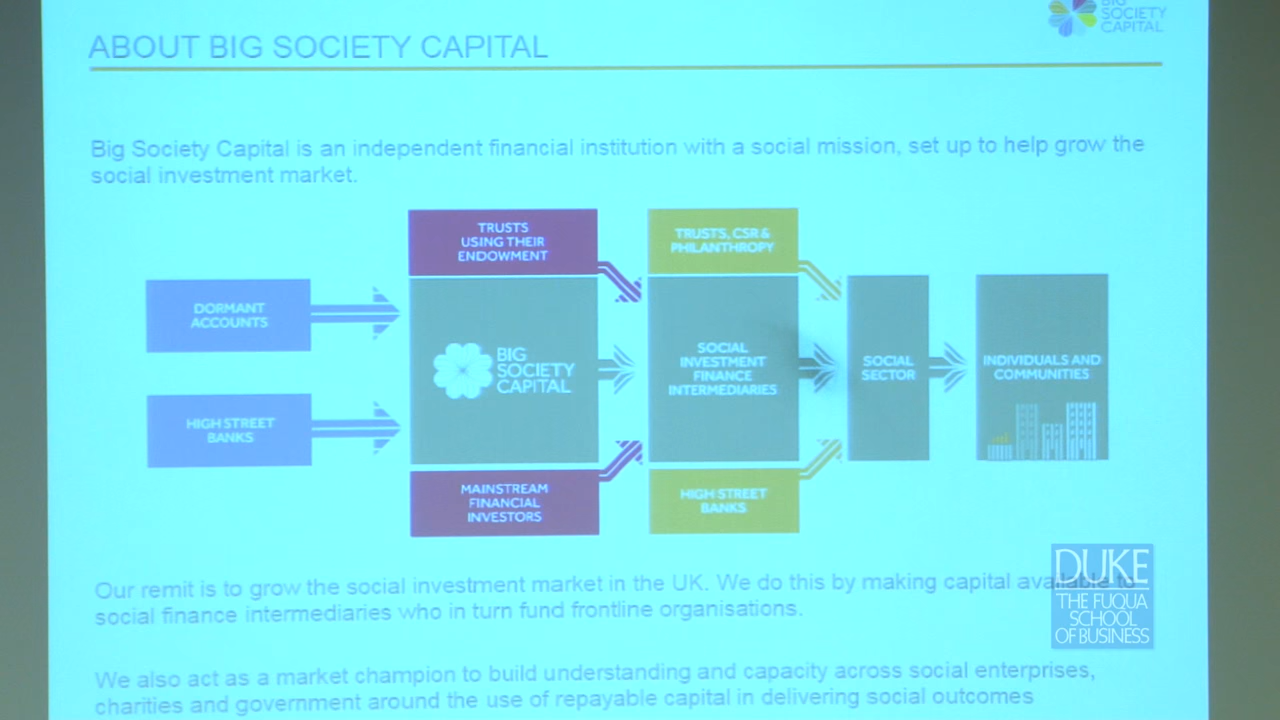 BIG
SOCIETY
CAPITAL
ABOUT BIG SOCIETY CAPITAL
Big Society Capital is an independent financial institution with a social mission, set up to help grow the
social investment market.
TRUSTS
USING THEIR
ENDOWMENT
TRUSTS, CSR &
PHILANTHROPY
DORMANT
ACCOUNTS
HIGH STREET
BANKS
BIG
SOCIETY
CAPITAL
SOCIAL
INVESTMENT
FINANCE
INTERMEDIARIES
SOCIAL
SECTOR
INDIVIDUALS AND
COMMUNITIES
MAINSTREAM
FINANCIAL
INVESTORS
HIGH STREET
BANKS
Our remit is to grow the social investment market in the UK. We do this by making capital available to
social finance intermediaries who in turn fund frontline organisations.
DUKE
THE FUQUA
SCHOOL
OF BUSINESS
We also act as a market champion to build understanding and capacity across social enterprises,
charities and government around the use of repayable capital in delivering social outcomes